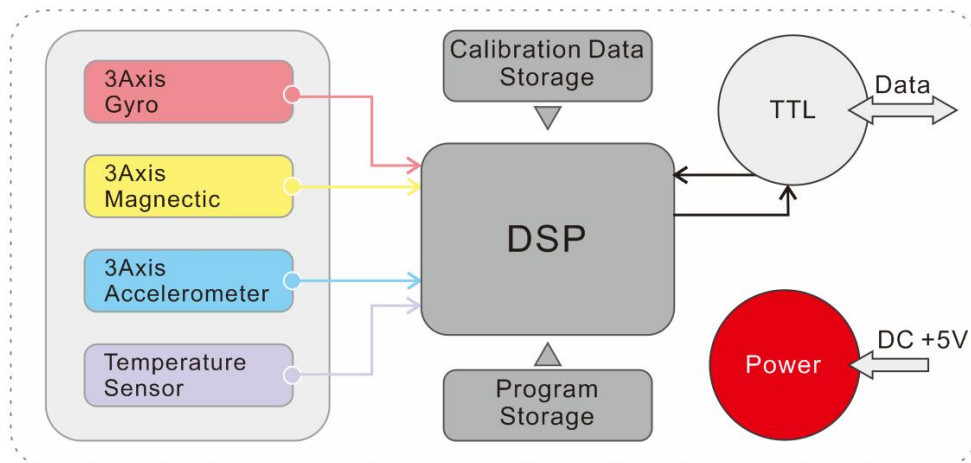 3Axis
Gyro
3Axis
Magnectic
3Axis
Accelerometer
Temperature
Sensor
Calibration Data
Storage
DSP
Program
Storage
TTL
Data
Power
DC +5V